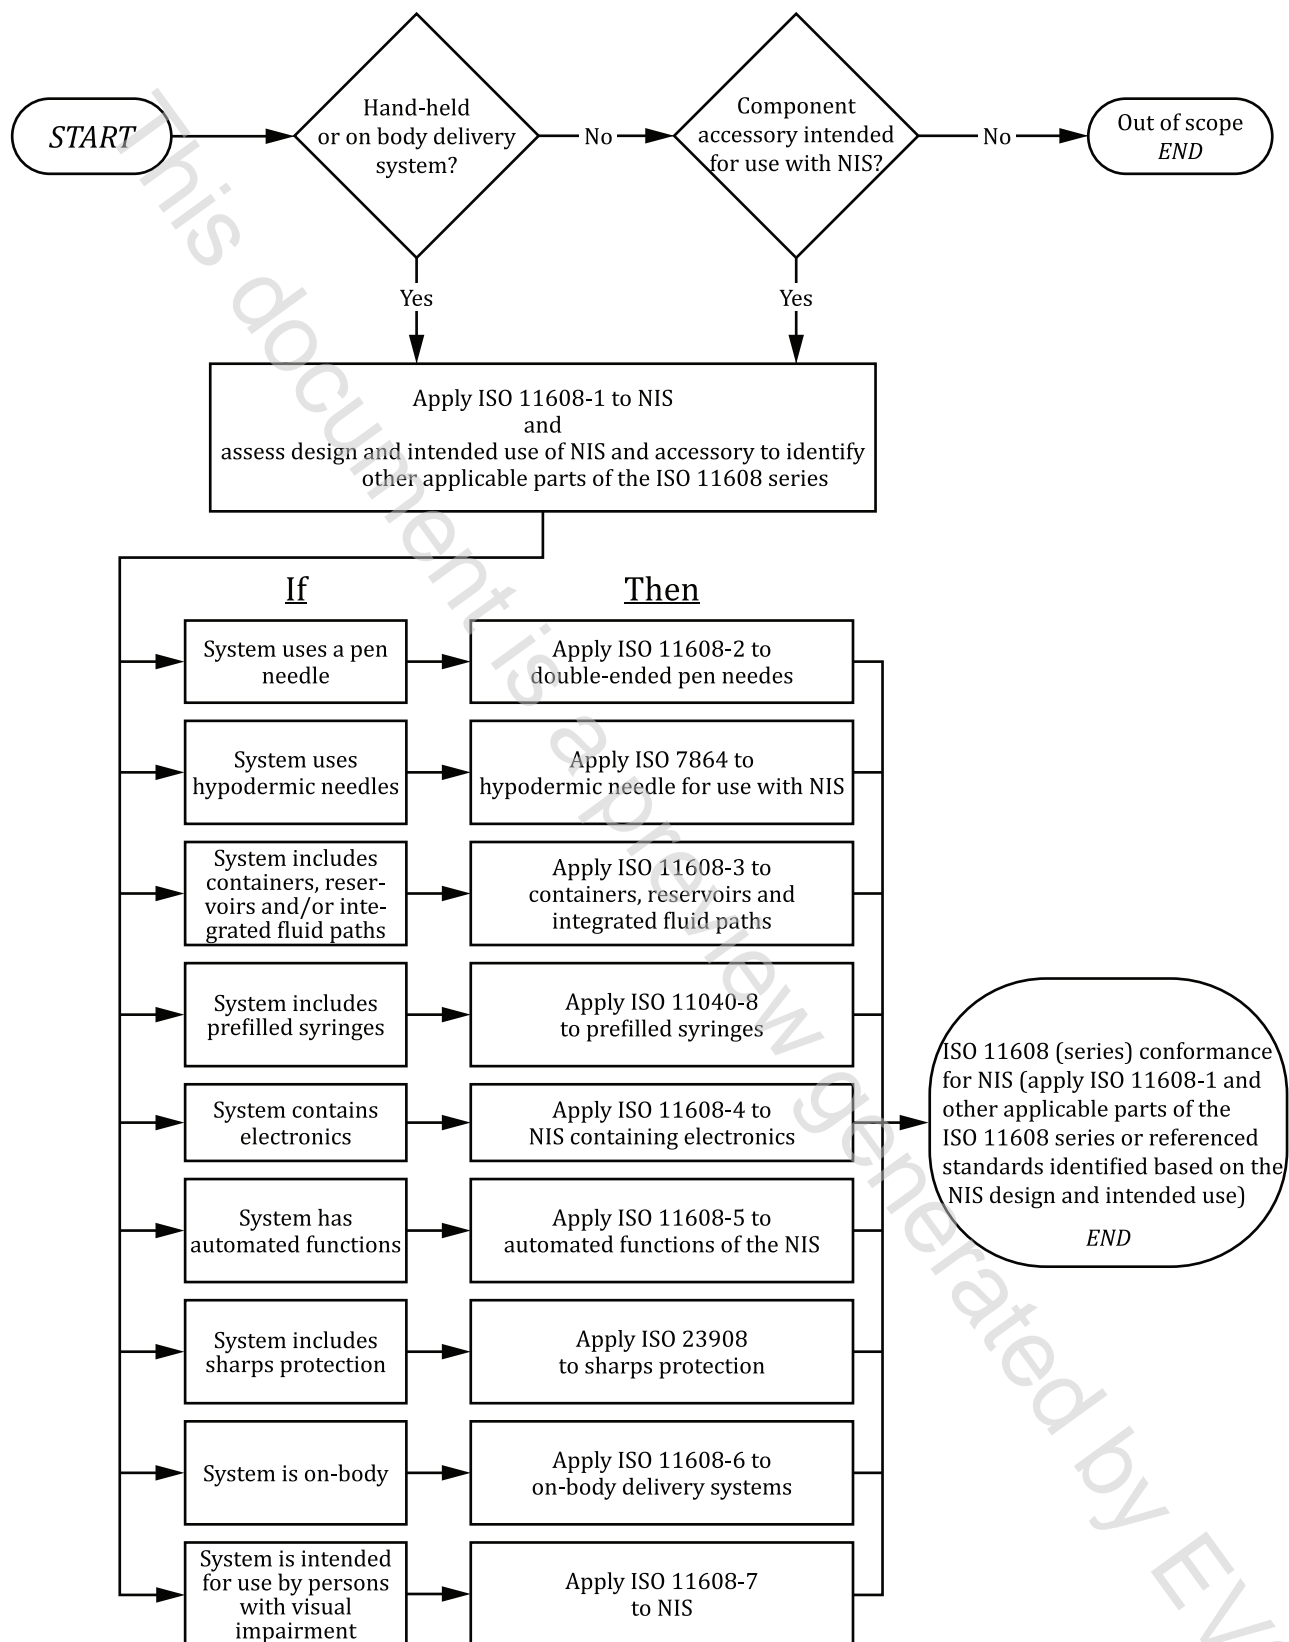 START
Hand-held
or on body delivery
system?
No
Component
accessory intended
for use with NIS?
No
Out of scope
END
Yes
Yes
Apply ISO 11608-1 to NIS
and
assess design and intended use of NIS and accessory to identify
other applicable parts of the ISO 11608 series
If
Then
System uses a pen
needle
Apply ISO 11608-2 to
double-ended pen needes
System uses
hypodermic needles
Apply ISO 7864 to
hypodermic needle for use with NIS
System includes
containers, reser-
voirs and/or inte-
grated fluid paths
Apply ISO 11608-3 to
containers, reservoirs and
integrated fluid paths
System includes
prefilled syringes
Apply ISO 11040-8
to prefilled syringes
System contains
electronics
Apply ISO 11608-4 to
NIS containing electronics
System has
automated functions
Apply ISO 11608-5 to
automated functions of the NIS
System includes
sharps protection
Apply ISO 23908
to sharps protection
System is on-body
Apply ISO 11608-6 to
on-body delivery systems
System is intended
for use by persons
with visual
impairment
Apply ISO 11608-7
to NIS
ISO 11608 (series) conformance
for NIS (apply ISO 11608-1 and
other applicable parts of the
ISO 11608 series or referenced
standards identified based on the
NIS design and intended use)
END
This document is a preview generated by